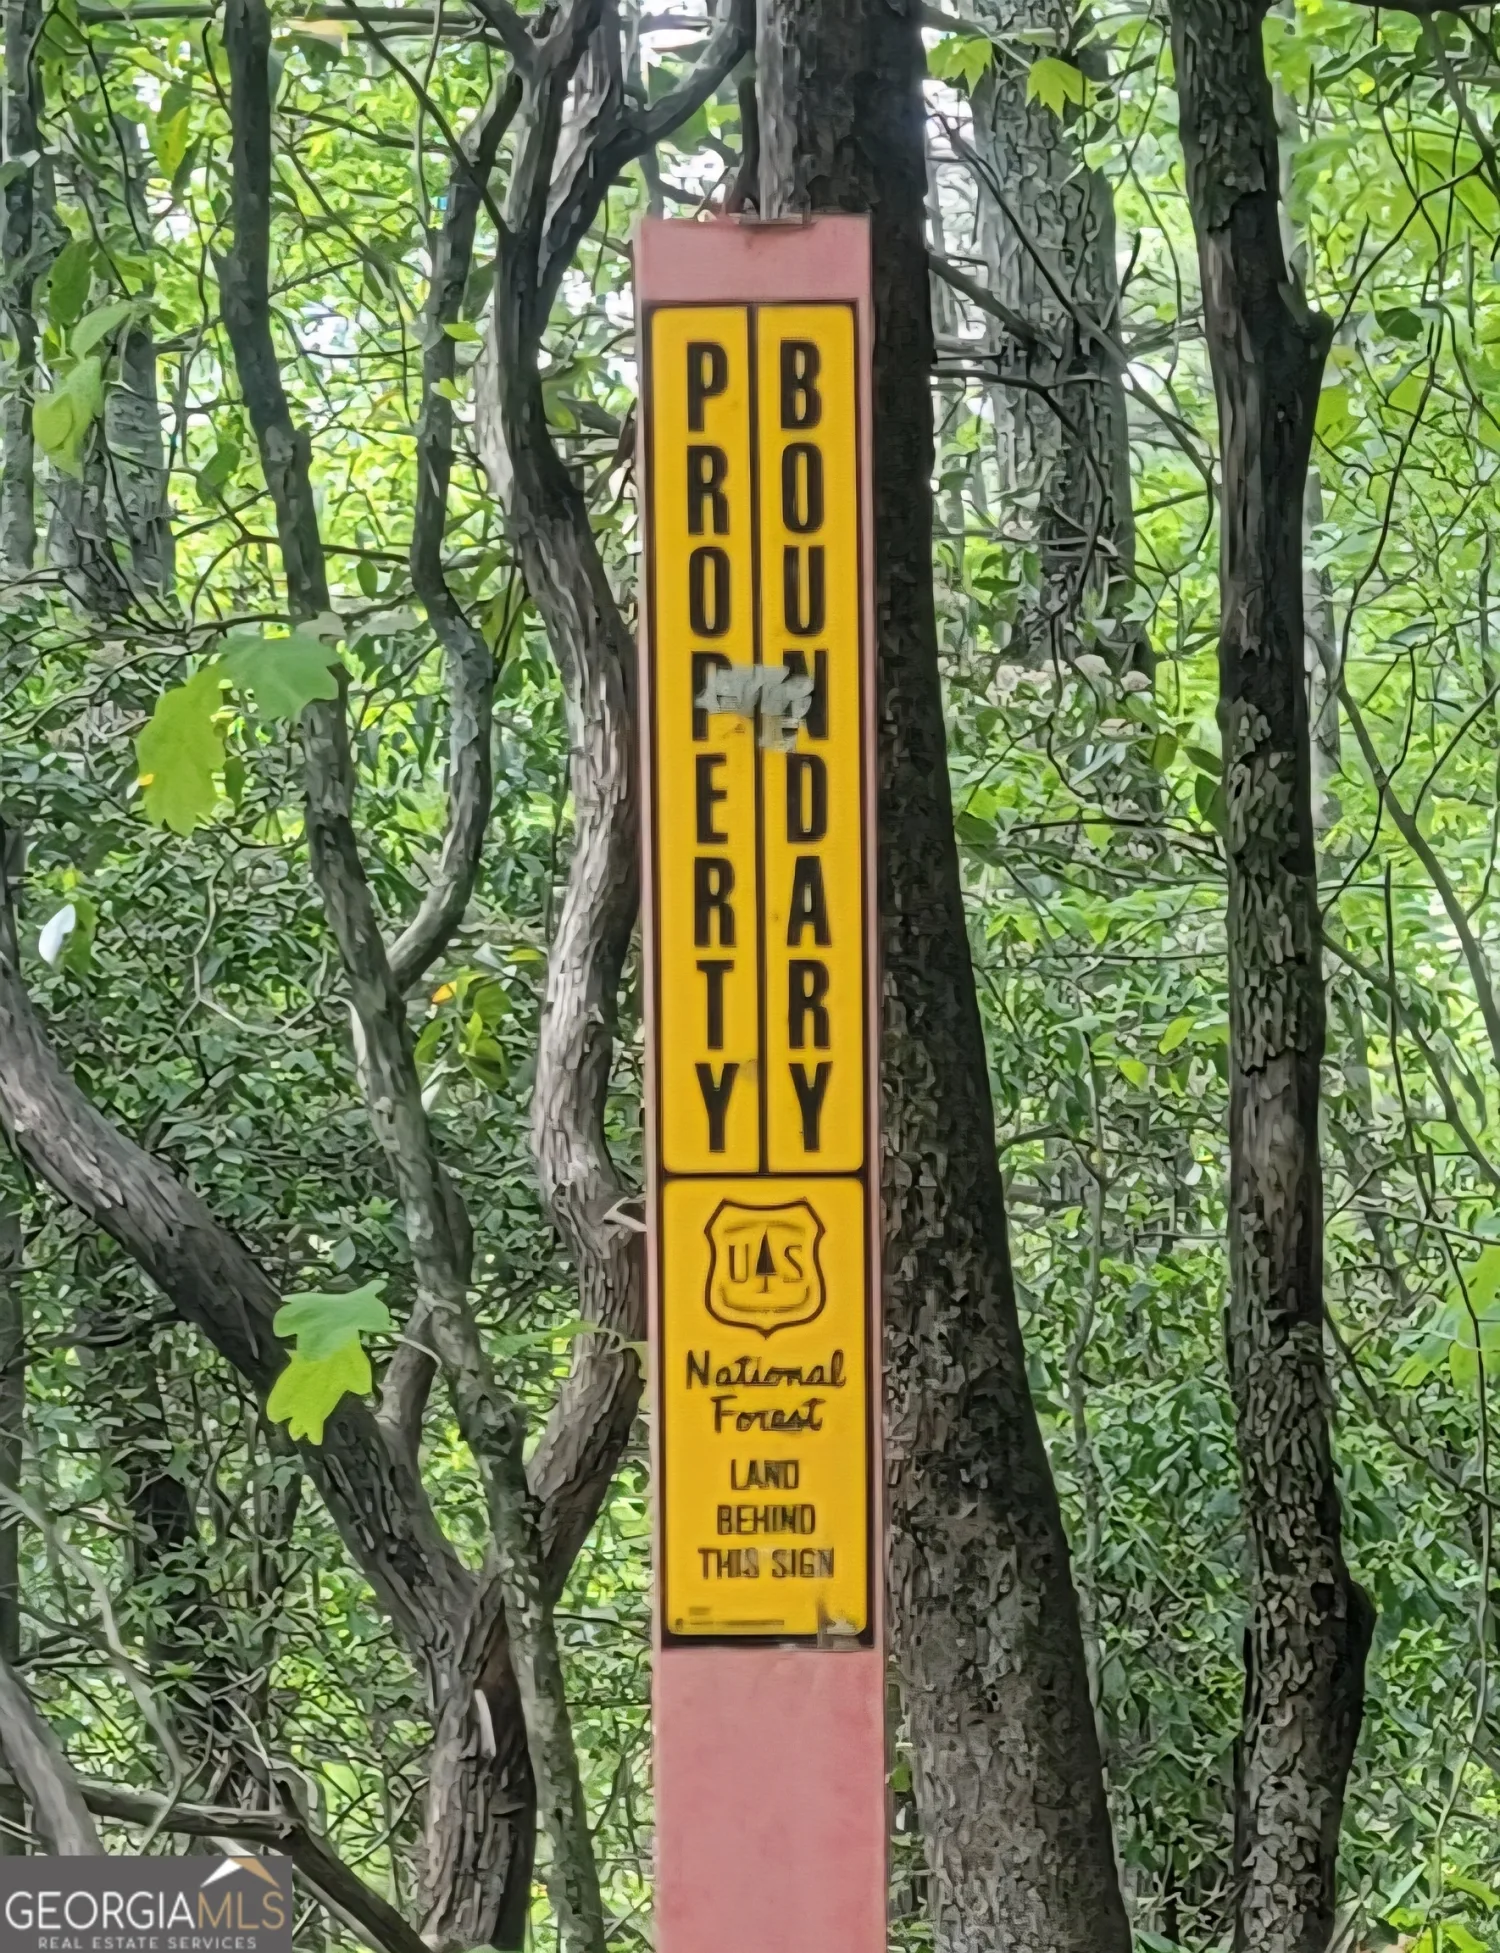 PROPERTY
BOUNDARY
US
National
Forest
LAND
BEHIND
THIS SIGN
GEORGIAMLS
REAL ESTATE SERVICES